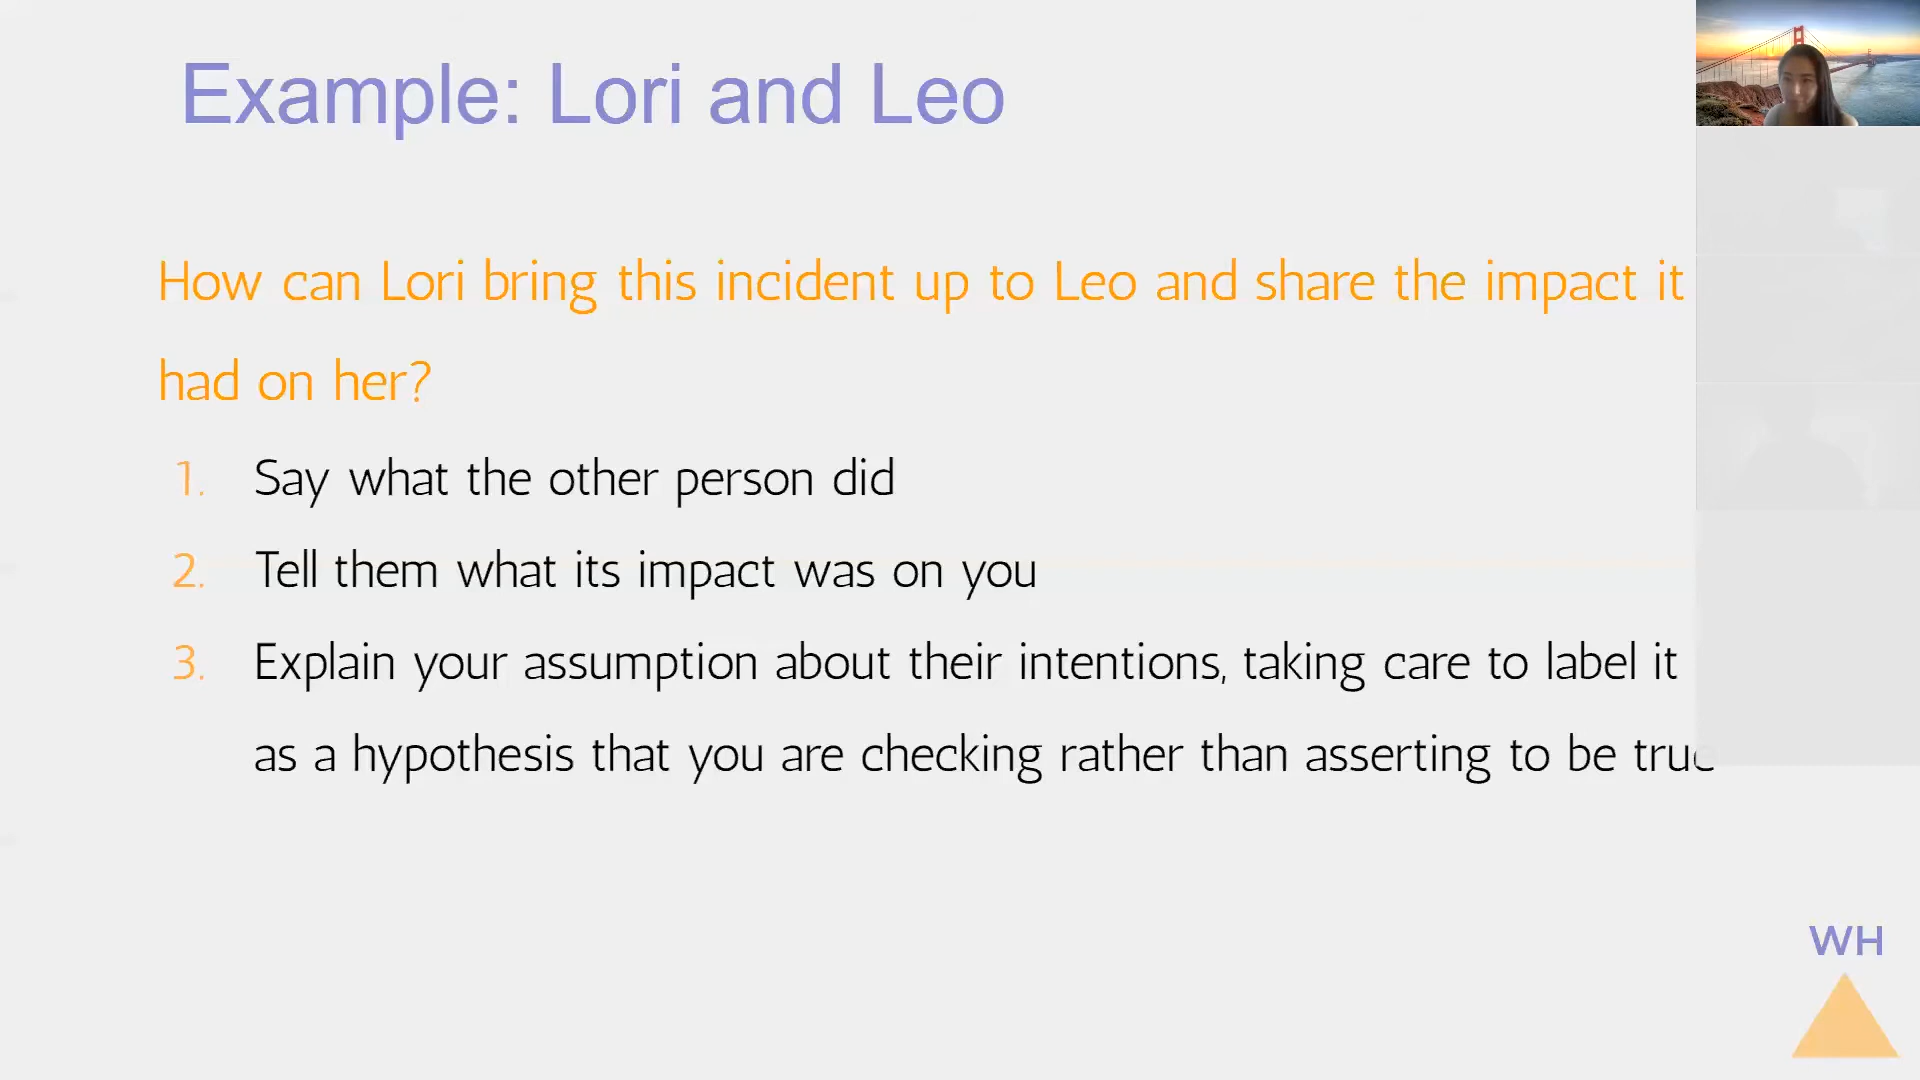 Example: Lori and Leo
How can Lori bring this incident up to Leo and share the impact it
had on her?
1. Say what the other person did
2. Tell them what its impact was on you
3. Explain your assumption about their intentions, taking care to label it
as a hypothesis that you are checking rather than asserting to be true
WH